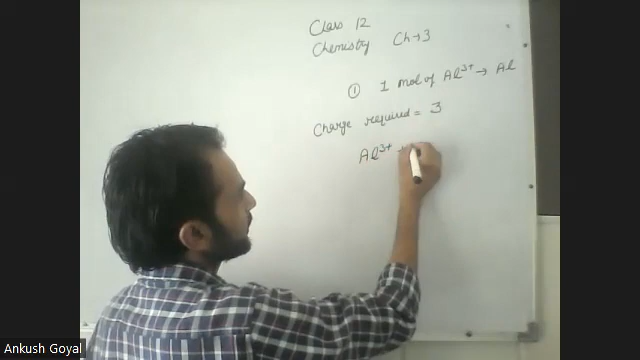 Class 12
Chemistry Ch→3
① 1 mol of Al³⁺ → Al
Charge required = 3
Al³⁺
Ankush Goyal